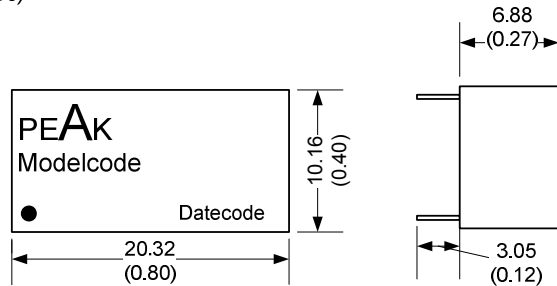 6.88
(0.27)
PEAK
Modelcode
Datecode
10.16
(0.40)
20.32
(0.80)
3.05
(0.12)